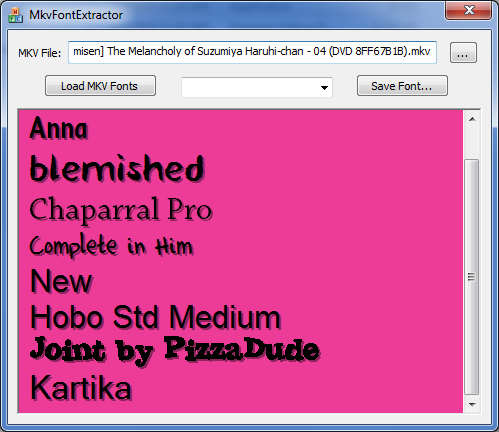 MkvFontExtractor
MKV File: misen] The Melancholy of Suzumiya Haruhi-chan - 04 (DVD 8FF67B1B).mkv ...
Load MKV Fonts Save Font...
Anna
blemished
Chaparral Pro
Complete in Him
New
Hobo Std Medium
Joint by PizzaDude
Kartika